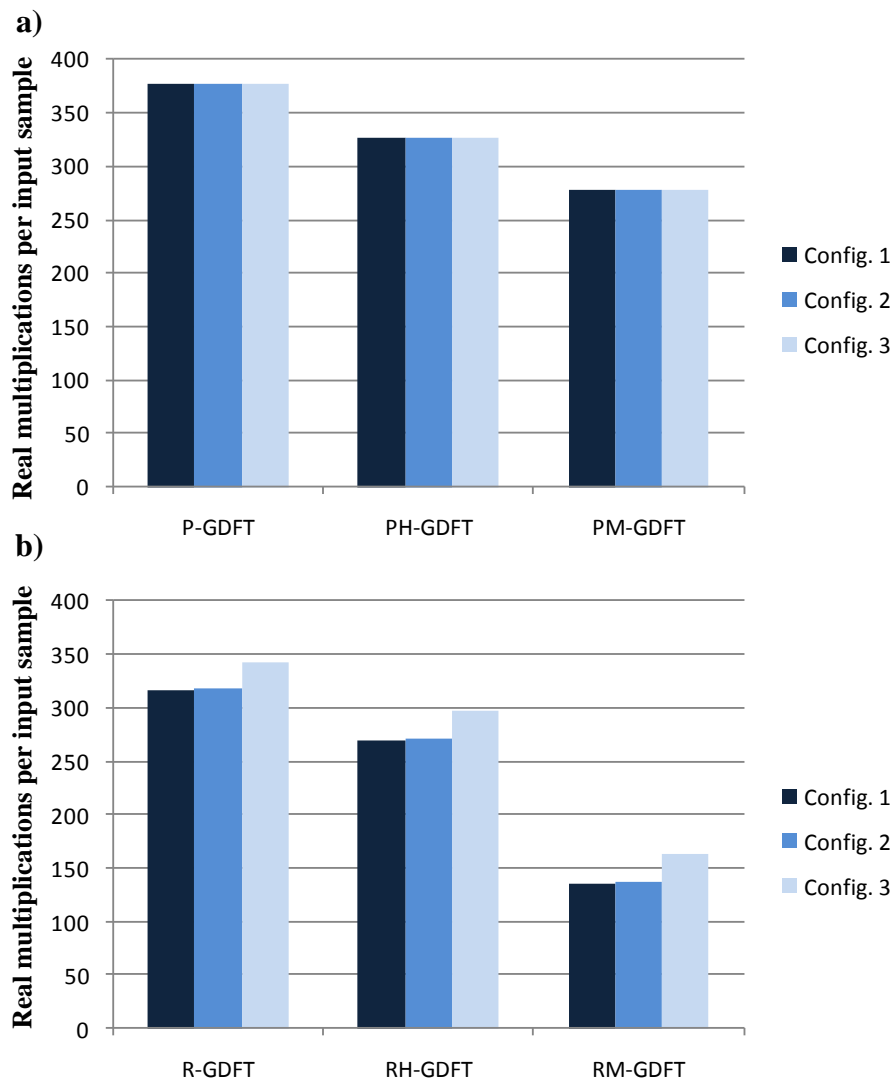 a)
Real multiplications per input sample
400
350
300
250
200
150
100
50
0
P-GDFT PH-GDFT PM-GDFT
Config. 1
Config. 2
Config. 3
b)
Real multiplications per input sample
400
350
300
250
200
150
100
50
0
R-GDFT RH-GDFT RM-GDFT
Config. 1
Config. 2
Config. 3